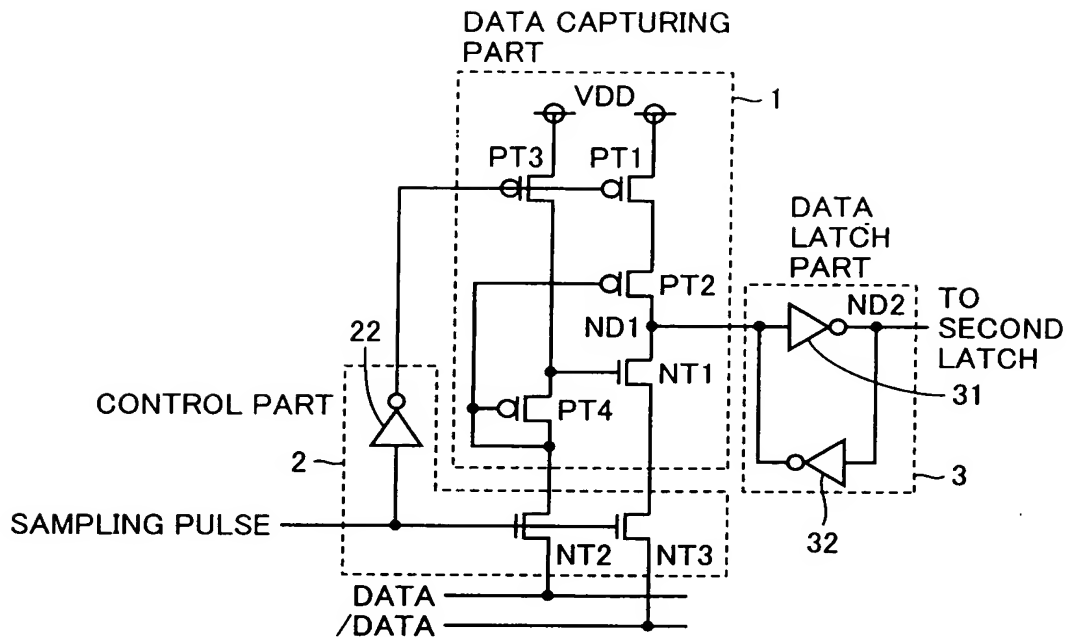 DATA CAPTURING
PART
VDD
1
PT3
PT1
DATA
LATCH
PART
PT2
ND2
TO
SECOND
LATCH
ND1
22
NT1
31
CONTROL PART
PT4
2
3
SAMPLING PULSE
32
NT2
NT3
DATA
/DATA